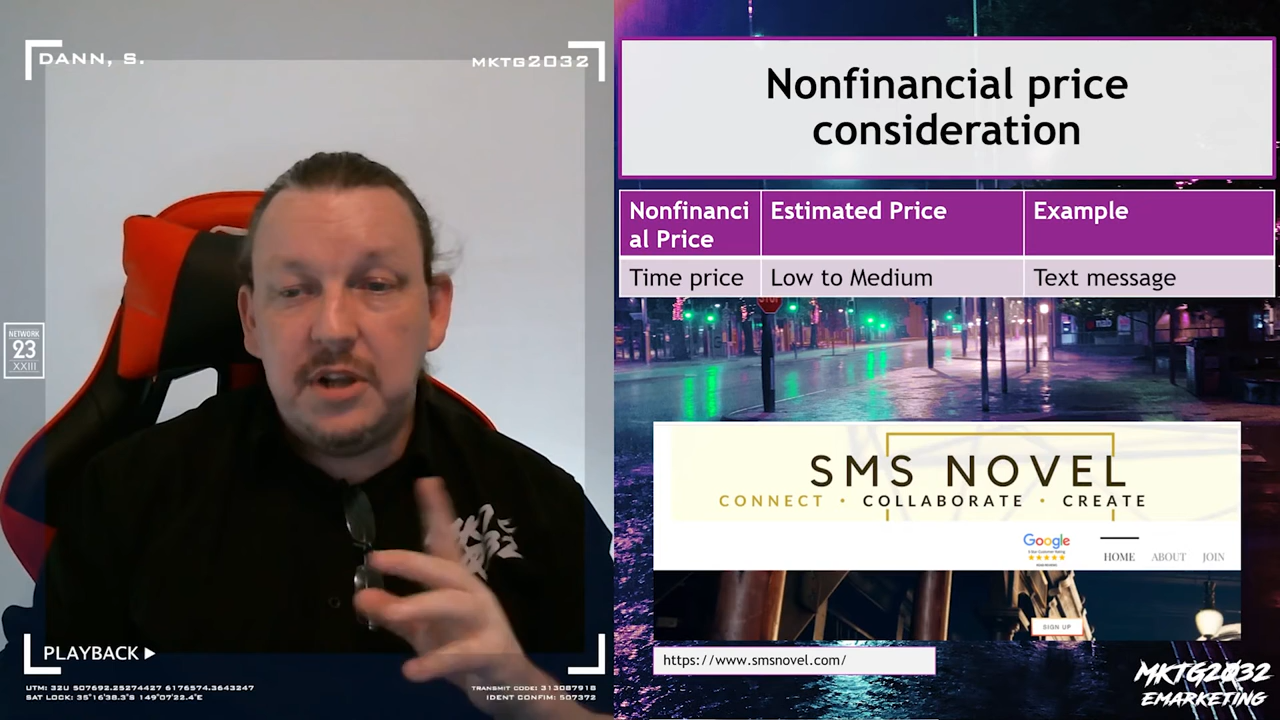 DANN, S.
MKTG2032
NETWORK
23
XXIII
PLAYBACK
UTM: 32U 507692.25274427 6176574.3643247
SAT LOCK: 35°16'38.3"S 149°07'22.4"E
TRANSMIT CODE: 313087918
IDENT CONFIM: 507372
Nonfinancial price
consideration
Nonfinanci
al Price
Estimated Price
Example
Time price
Low to Medium
Text message
STOP
SMS NOVEL
CONNECT • COLLABORATE • CREATE
Google
HOME
ABOUT
JOIN
SIGN UP
https://www.smsnovel.com/
MKTG2032
EMARKETING